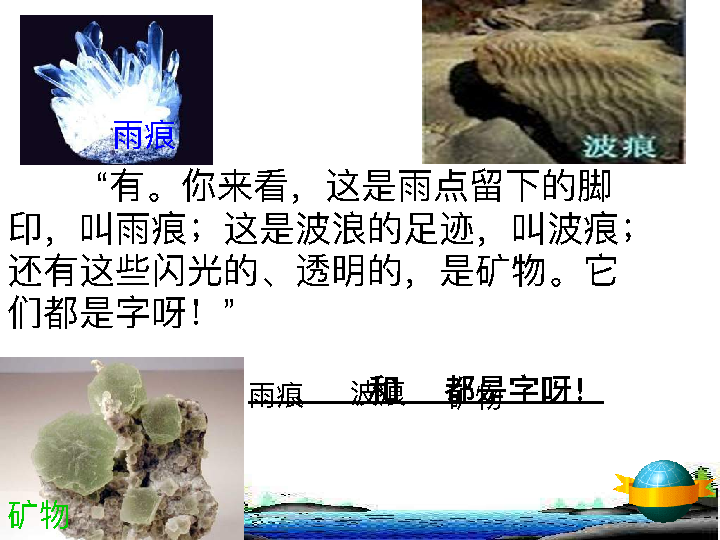 雨痕
波痕
“有。你来看，这是雨点留下的脚
印，叫雨痕；这是波浪的足迹，叫波痕；
还有这些闪光的、透明的，是矿物。它
们都是字呀！”
雨痕 波痕 和 矿物 都是字呀！
矿物